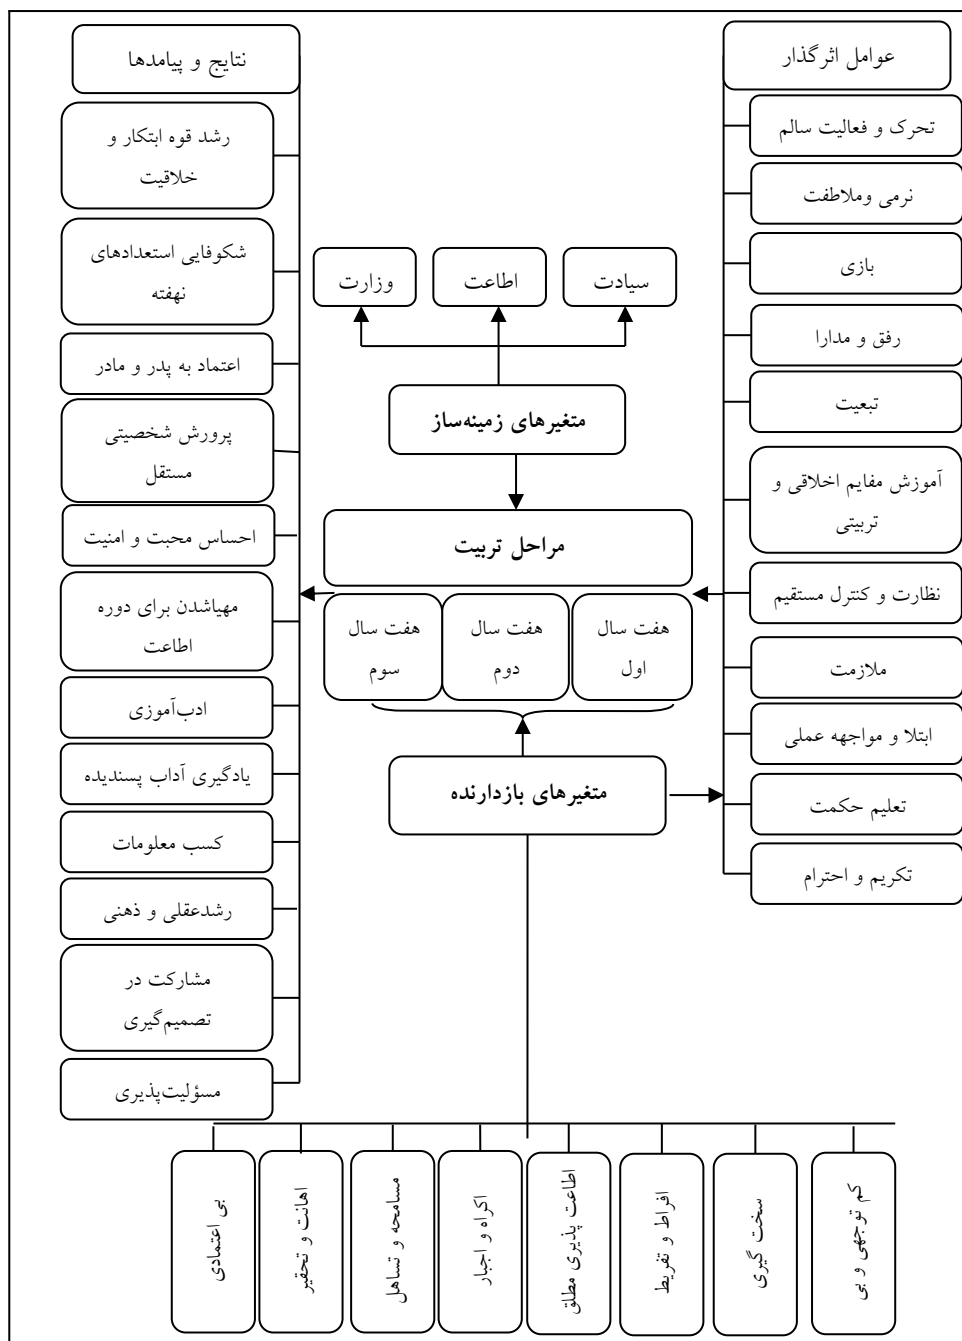 عوامل اثرگذار
تحرک و فعالیت سالم
نرمی وملاطفت
بازی
رفق و مدارا
تبعیت
آموزش مفایم اخلاقی و
تربیتی
نظارت و کنترل مستقیم
ملازمت
ابتلا و مواجهه عملی
تعلیم حکمت
تکریم و احترام
سیادت
اطاعت
وزارت
متغیرهای زمینه‌ساز
مراحل تربیت
هفت سال
اول
هفت سال
دوم
هفت سال
سوم
متغیرهای بازدارنده
نتایج و پیامدها
رشد قوه ابتکار و
خلاقیت
شکوفایی استعدادهای
نهفته
اعتماد به پدر و مادر
پرورش شخصیتی
مستقل
احساس محبت و امنیت
مهیاشدن برای دوره
اطاعت
ادب‌آموزی
یادگیری آداب پسندیده
کسب معلومات
رشدعقلی و ذهنی
مشارکت در
تصمیم‌گیری
مسؤلیت‌پذیری
کم توجهی و بی
سخت گیری
افراط و تفریط
اطاعت پذیری مطلق
اکراه و اجبار
مسامحه و تساهل
اهانت و تحقیر
بی اعتمادی